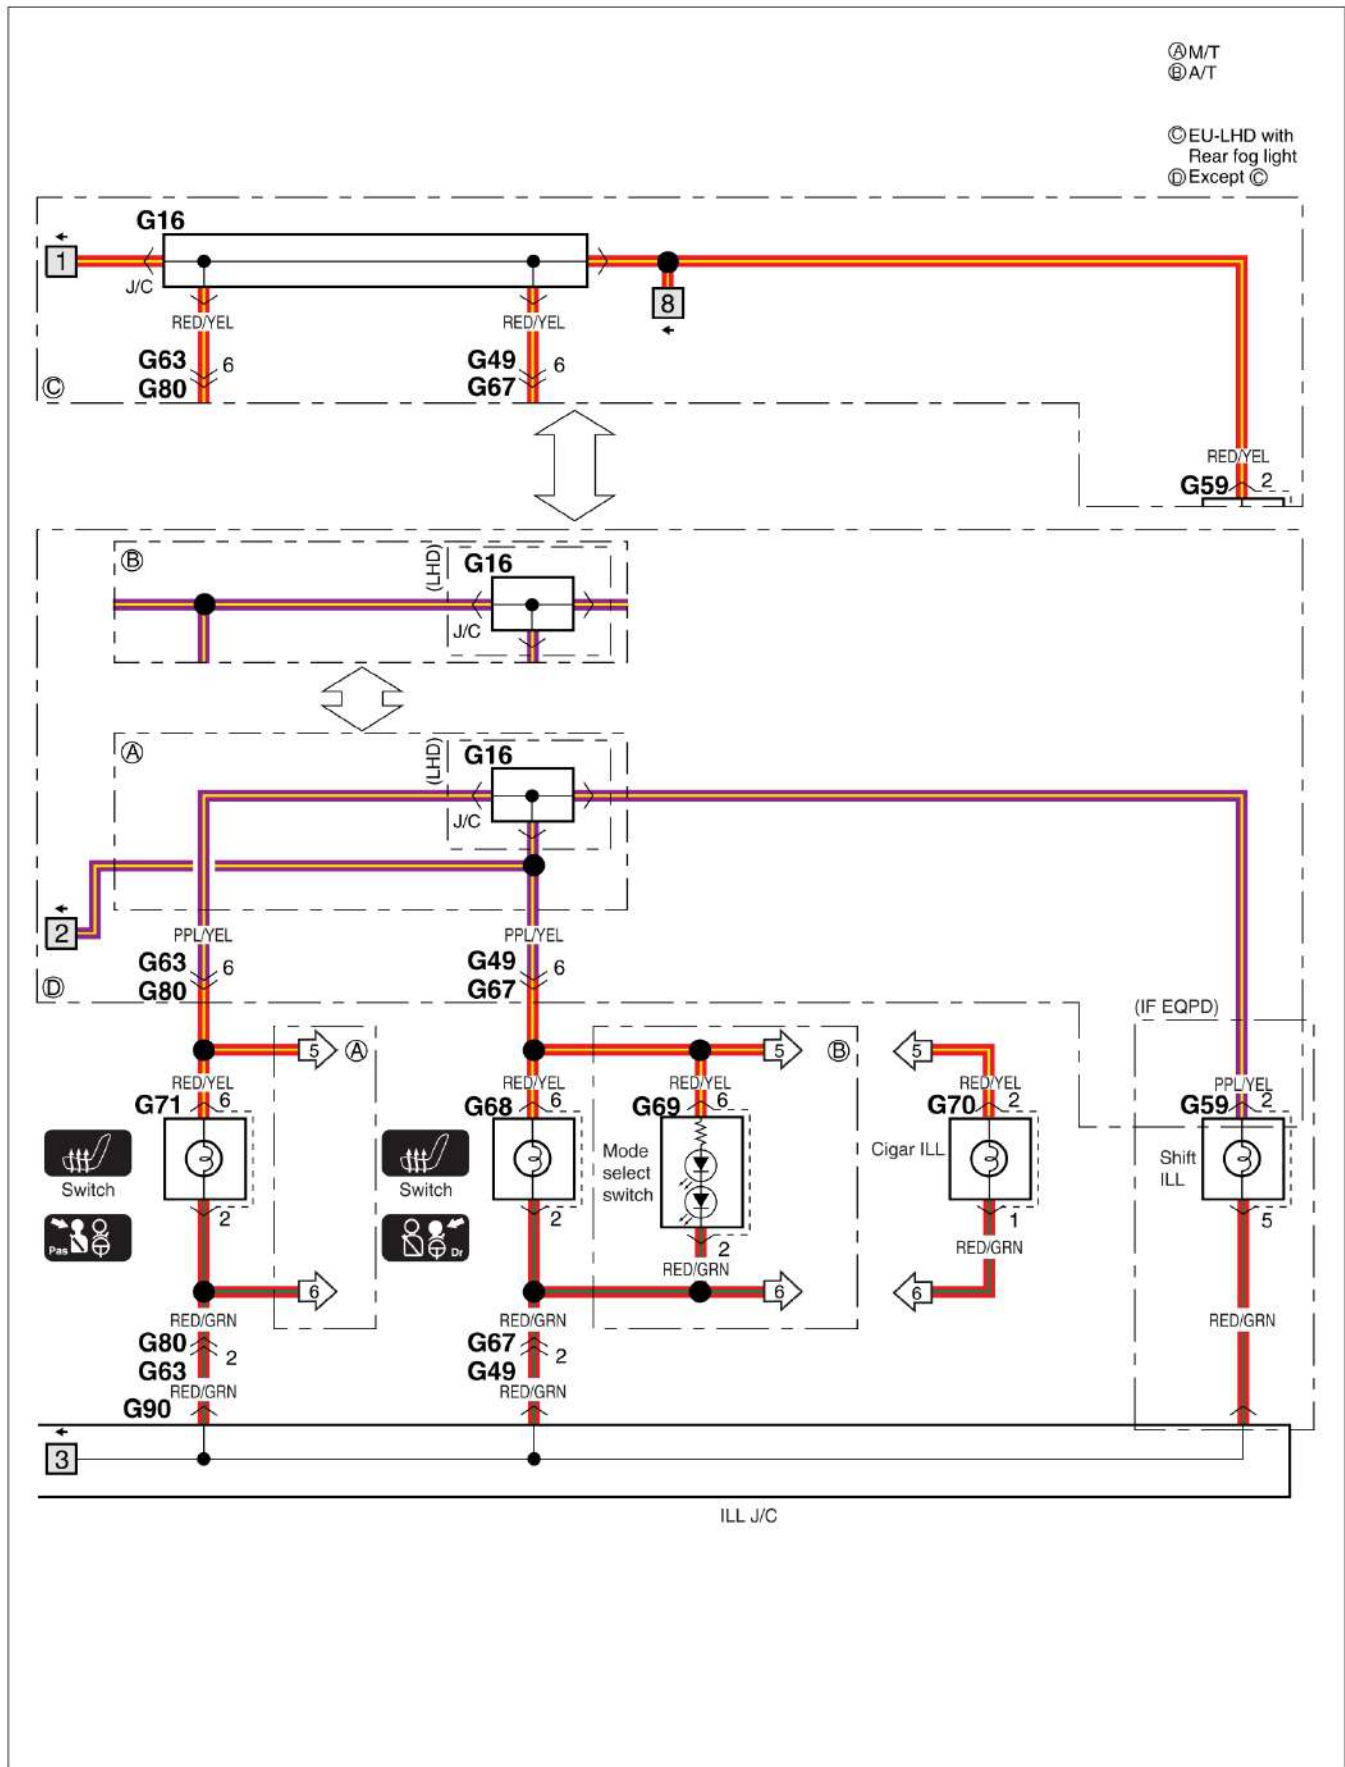 Ⓐ M/T
Ⓑ A/T
Ⓒ EU-LHD with
Rear fog light
Ⓓ Except Ⓒ
G16
1
J/C
8
RED/YEL
RED/YEL
G63
6
G80
G49
6
G67
Ⓒ
RED/YEL
G59
2
Ⓑ
(LHD)
G16
J/C
Ⓐ
(LHD)
G16
J/C
2
PPL/YEL
PPL/YEL
G63
6
G80
G49
6
G67
Ⓓ
(IF EQPD)
5
Ⓐ
5
Ⓑ
5
RED/YEL
RED/YEL
RED/YEL
RED/YEL
PPL/YEL
G71
6
G68
6
G69
6
G70
2
G59
2
Switch
Switch
Mode
select
switch
Cigar ILL
Shift
ILL
Pas
2
Dr
2
2
1
5
RED/GRN
RED/GRN
6
6
6
RED/GRN
RED/GRN
RED/GRN
G80
2
G63
G67
2
G49
RED/GRN
RED/GRN
G90
3
ILL J/C